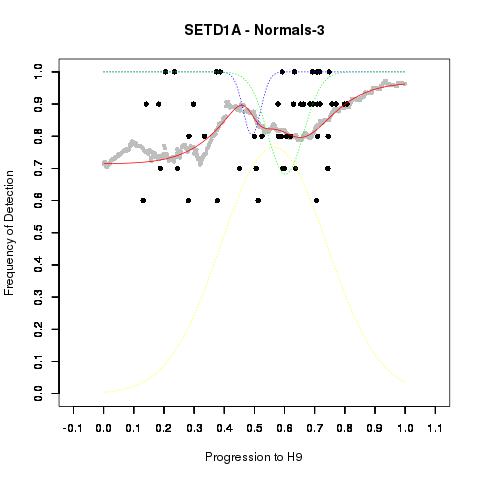 SETD1A - Normals-3
Frequency of Detection
1.0
0.9
0.8
0.7
0.6
0.5
0.4
0.3
0.2
0.1
0.0
-0.1 0.0 0.1 0.2 0.3 0.4 0.5 0.6 0.7 0.8 0.9 1.0 1.1
Progression to H9